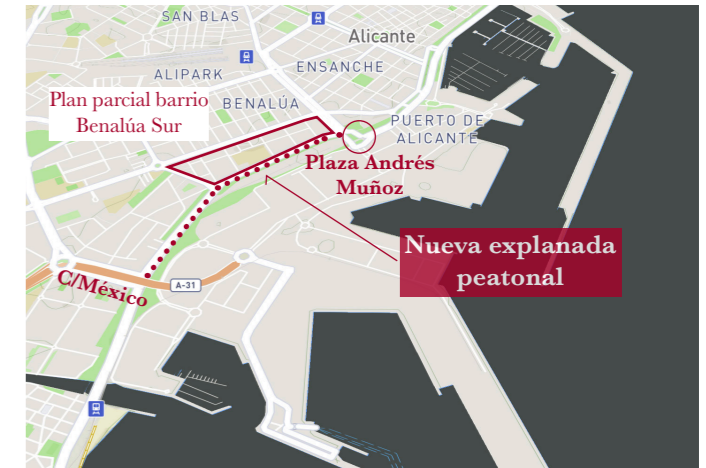 SAN BLAS
Alicante
ALIPARK
ENSANCHE
Plan parcial barrio
Benalúa Sur
BENALÚA
PUERTO DE
ALICANTE
Plaza Andrés
Muñoz
Nueva explanada
peatonal
C/México
A-31